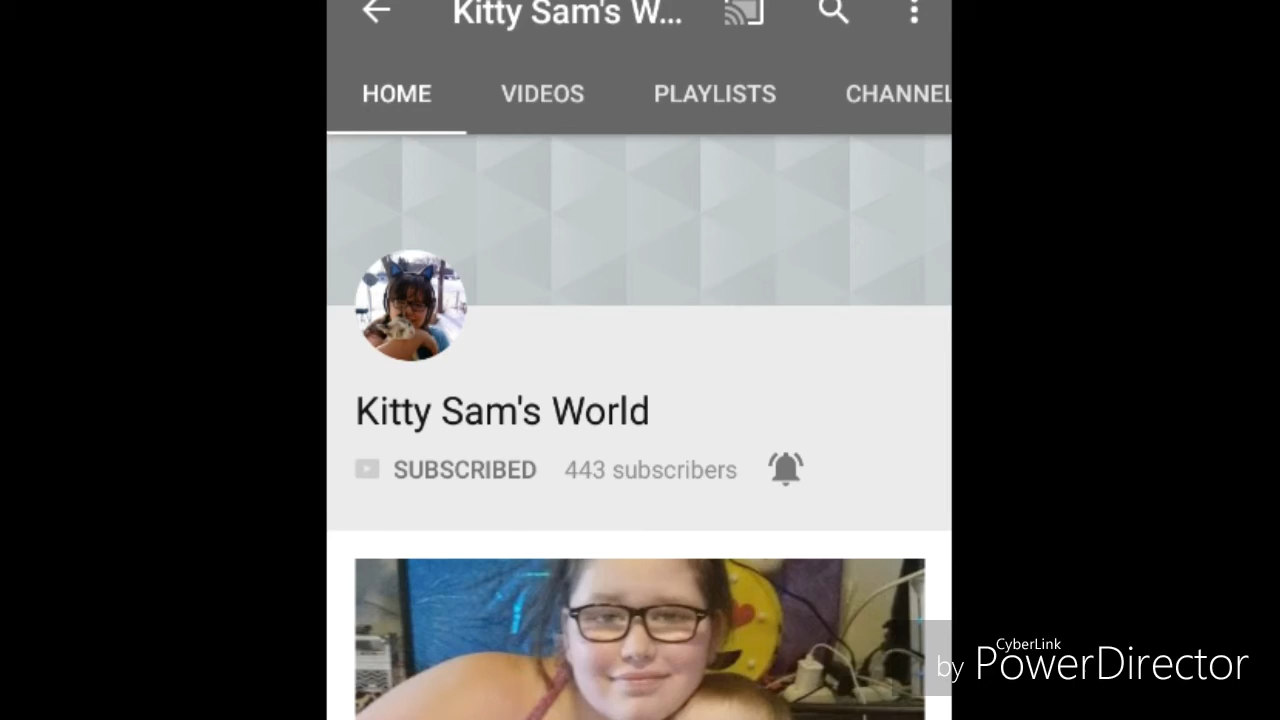 Kitty Sam's W...
HOME VIDEOS PLAYLISTS CHANNEL
Kitty Sam's World
SUBSCRIBED 443 subscribers
CyberLink
by PowerDirector